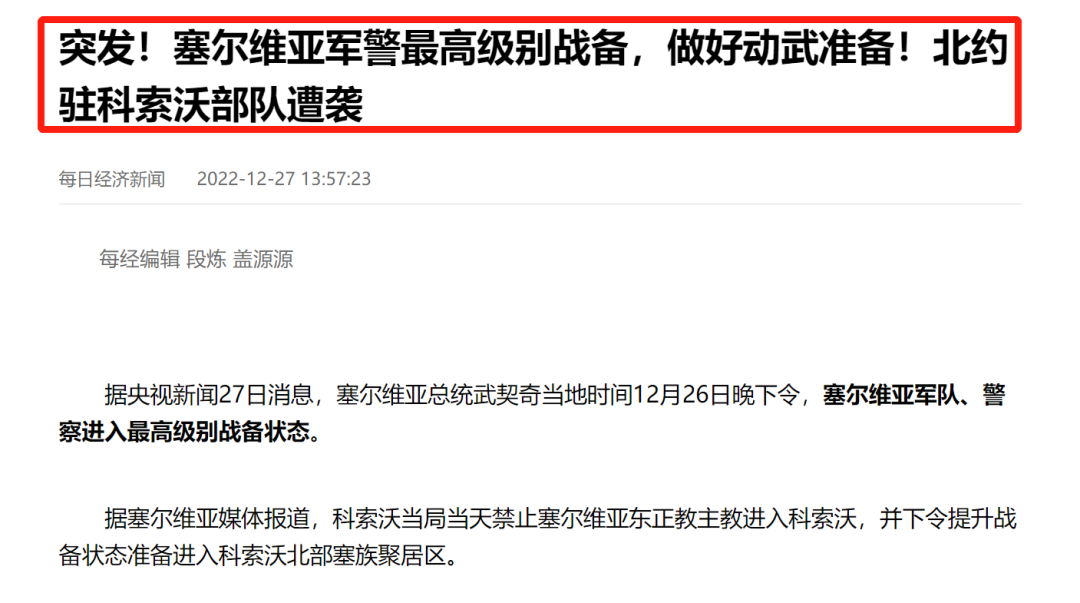 突发！塞尔维亚军警最高级别战备，做好动武准备！北约
驻科索沃部队遭袭
每日经济新闻 2022-12-27 13:57:23
每经编辑 段炼 盖源源
据央视新闻27日消息，塞尔维亚总统武契奇当地时间12月26日晚下令，塞尔维亚军队、警
察进入最高级别战备状态。
据塞尔维亚媒体报道，科索沃当局当天禁止塞尔维亚东正教主教进入科索沃，并下令提升战
备状态准备进入科索沃北部塞族聚居区。